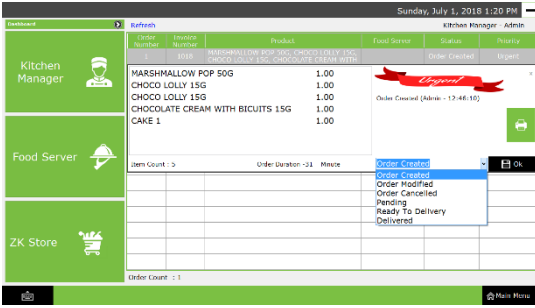 Sunday, July 1, 2018 1:20 PM
Dashboard
Refresh
Kitchen Manager - Admin
Order Number
Invoice Number
Product
Food Server
Status
Priority
1
1016
MARSHMALLOW POP 50G, CHOCO LOLLY 15G,
CHOCO LOLLY 15G, CHOCOLATE CREAM WITH
Order Created
Urgent
Kitchen Manager
MARSHMALLOW POP 50G 1.00
CHOCO LOLLY 15G 1.00
CHOCO LOLLY 15G 1.00
CHOCOLATE CREAM WITH BICUITS 15G 1.00
CAKE 1 1.00
Urgent
Order Created (Admin - 12:46:10)
Food Server
Item Count : 5
Order Duration -31 Minute
Order Created
Ok
Order Created
Order Modified
Order Cancelled
Pending
Ready To Delivery
Delivered
ZK Store
Order Count : 1
Main Menu